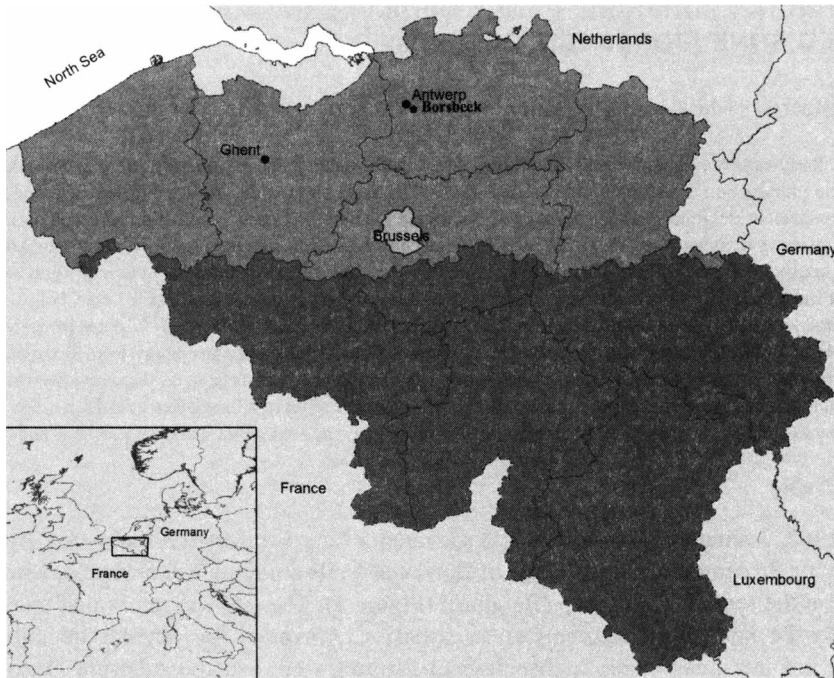 North Sea
Netherlands
Antwerp
Borsbeek
Ghent
Brussels
Germany
France
Luxembourg
Germany
France